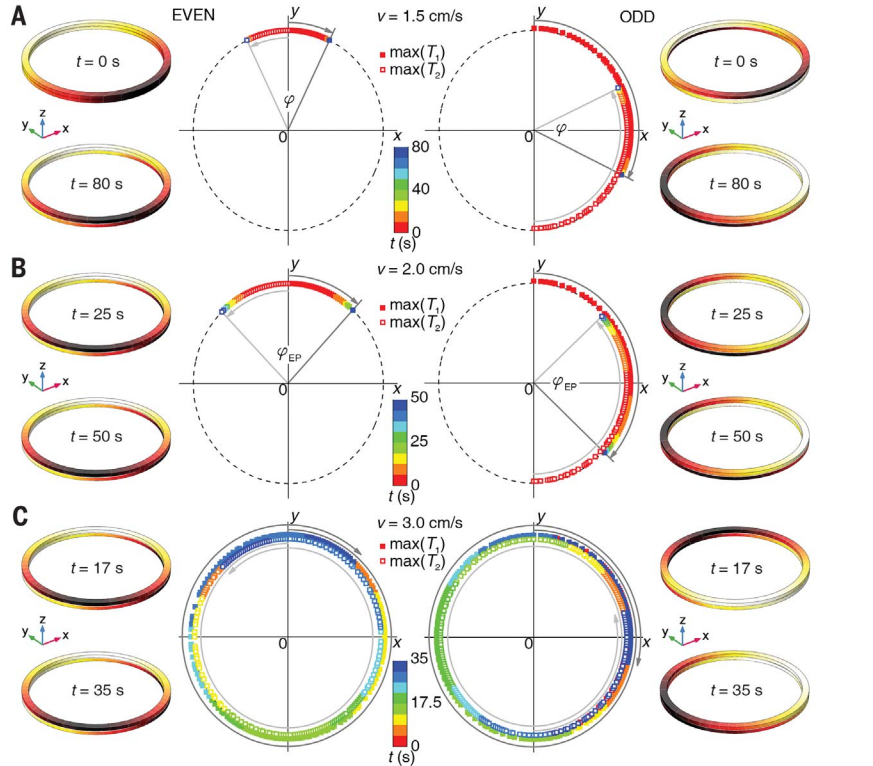 A
EVEN
y
v = 1.5 cm/s
y
ODD
t = 0 s
max(T1)
max(T2)
t = 0 s
φ
φ
y z x
0
x
0
x
y z x
80
40
0
t (s)
t = 80 s
t = 80 s
B
y
v = 2.0 cm/s
y
t = 25 s
max(T1)
max(T2)
t = 25 s
φEP
φEP
y z x
0
x
0
x
y z x
50
25
0
t (s)
t = 50 s
t = 50 s
C
y
v = 3.0 cm/s
y
t = 17 s
max(T1)
max(T2)
t = 17 s
y z x
0
x
0
x
y z x
35
17.5
0
t (s)
t = 35 s
t = 35 s